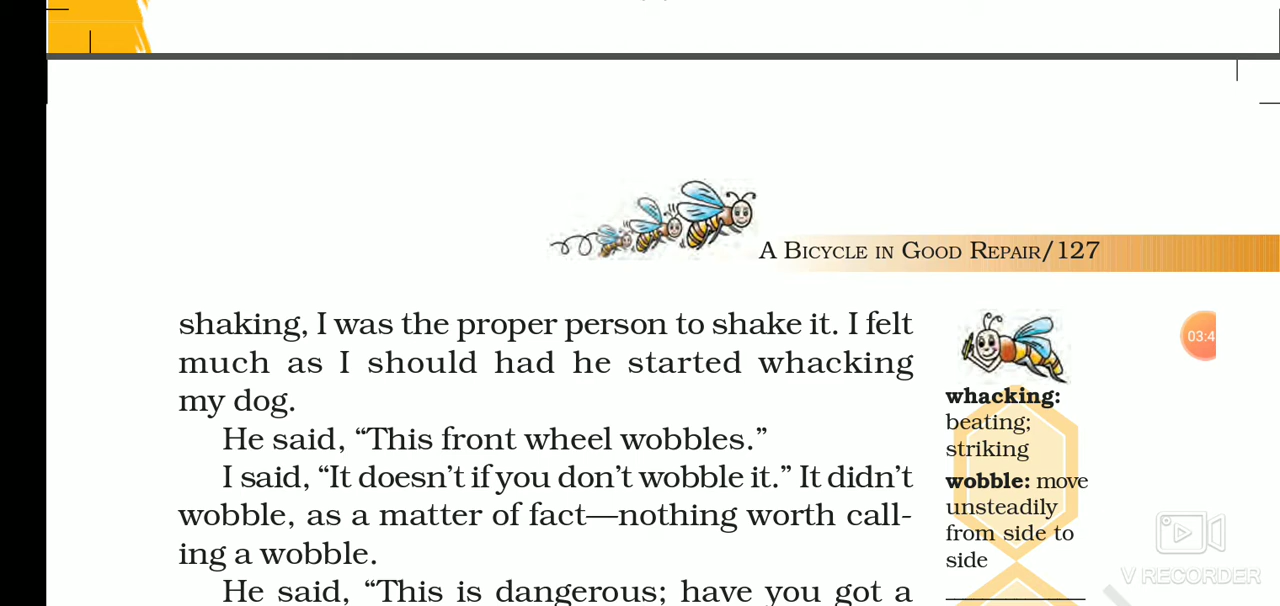 A BICYCLE IN GOOD REPAIR/127
shaking, I was the proper person to shake it. I felt
much as I should had he started whacking
my dog.
He said, “This front wheel wobbles.”
I said, “It doesn’t if you don’t wobble it.” It didn’t
wobble, as a matter of fact—nothing worth call-
ing a wobble.
He said, “This is dangerous; have you got a
whacking:
beating;
striking
wobble: move
unsteadily
from side to
side
03:4
V RECORDER